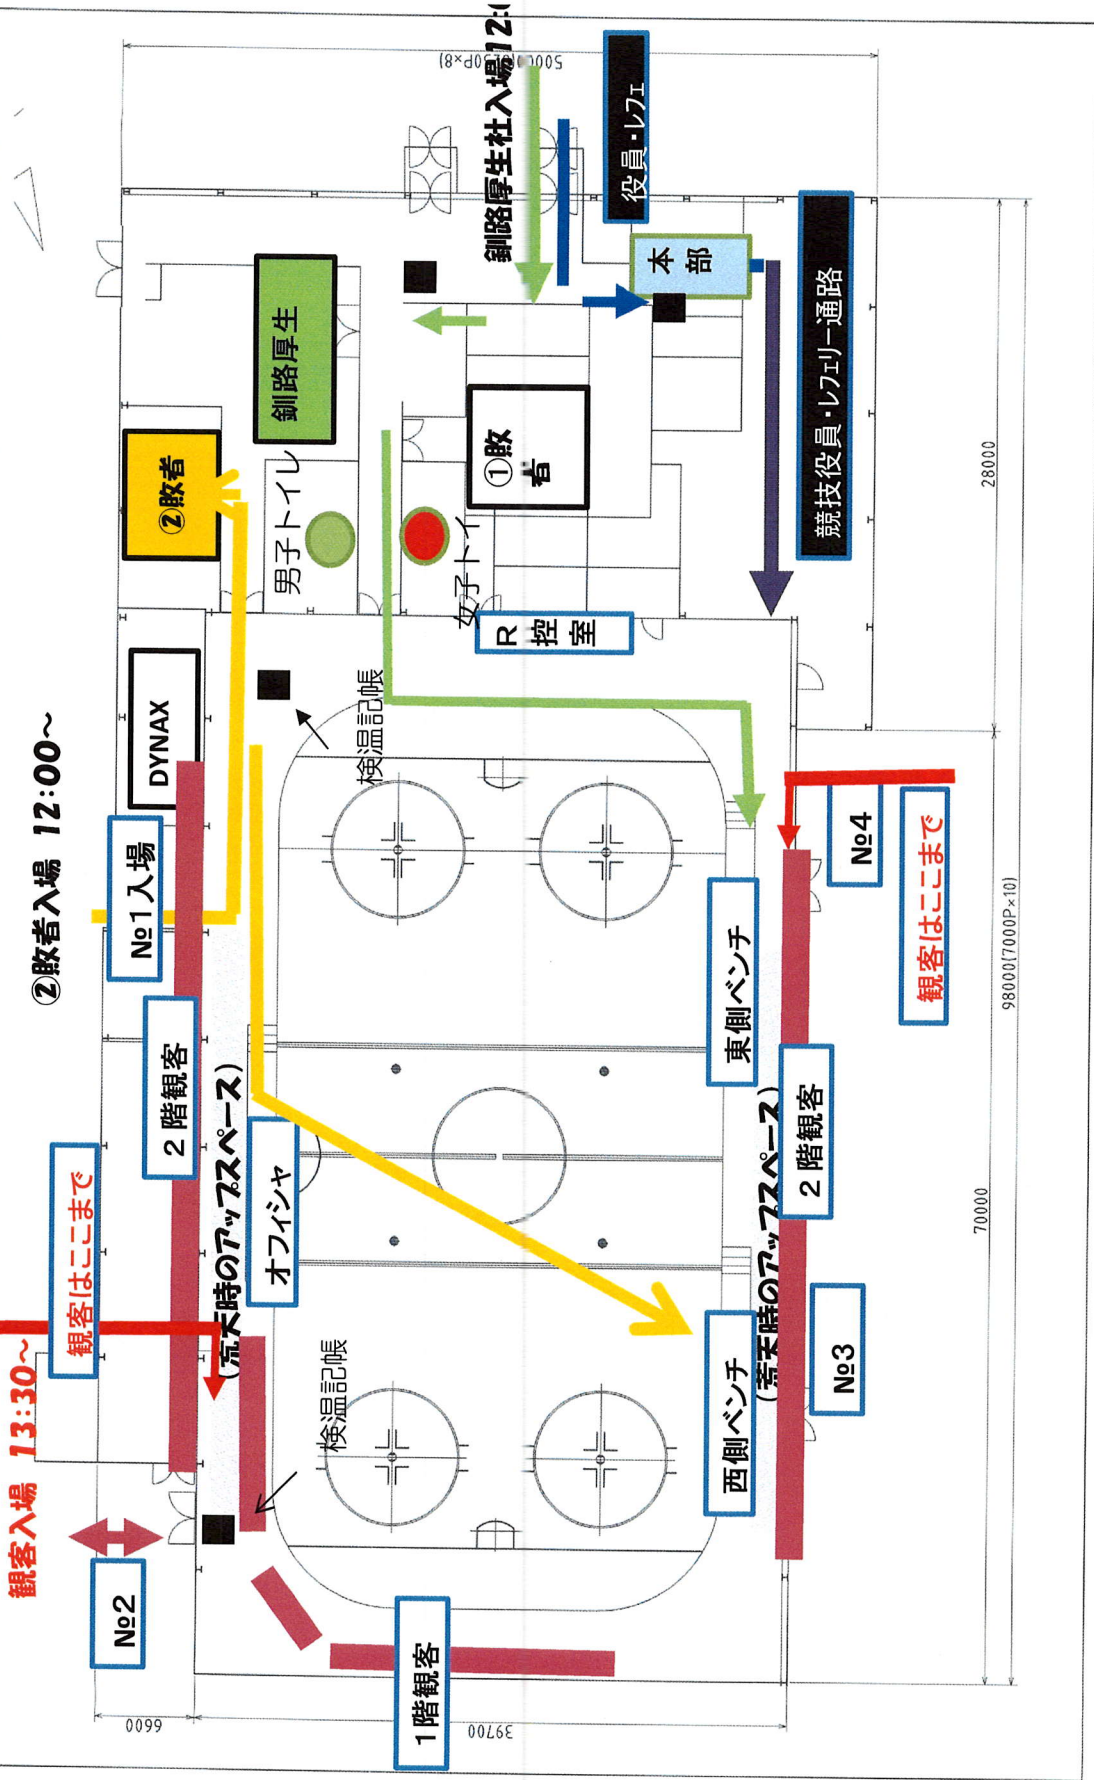 観客入場 13:30～
②敗者入場 12:00～
№2
観客はここまで
2階観客
№1入場
DYNAX
②敗者
(荒天時のアップスペース)
オフィシャ
検温記帳
検温記帳
男子トイレ
釧路厚生
1階観客
女子トイ
①敗
者
R
控
室
釧路厚生社入場 12:
役員・レフェ
本
部
西側ベンチ
東側ベンチ
(荒天時のアップスペース)
2階観客
№3
№4
観客はここまで
競技役員・レフェリー通路
6600
39700
70000
28000
98000(7000P×10)